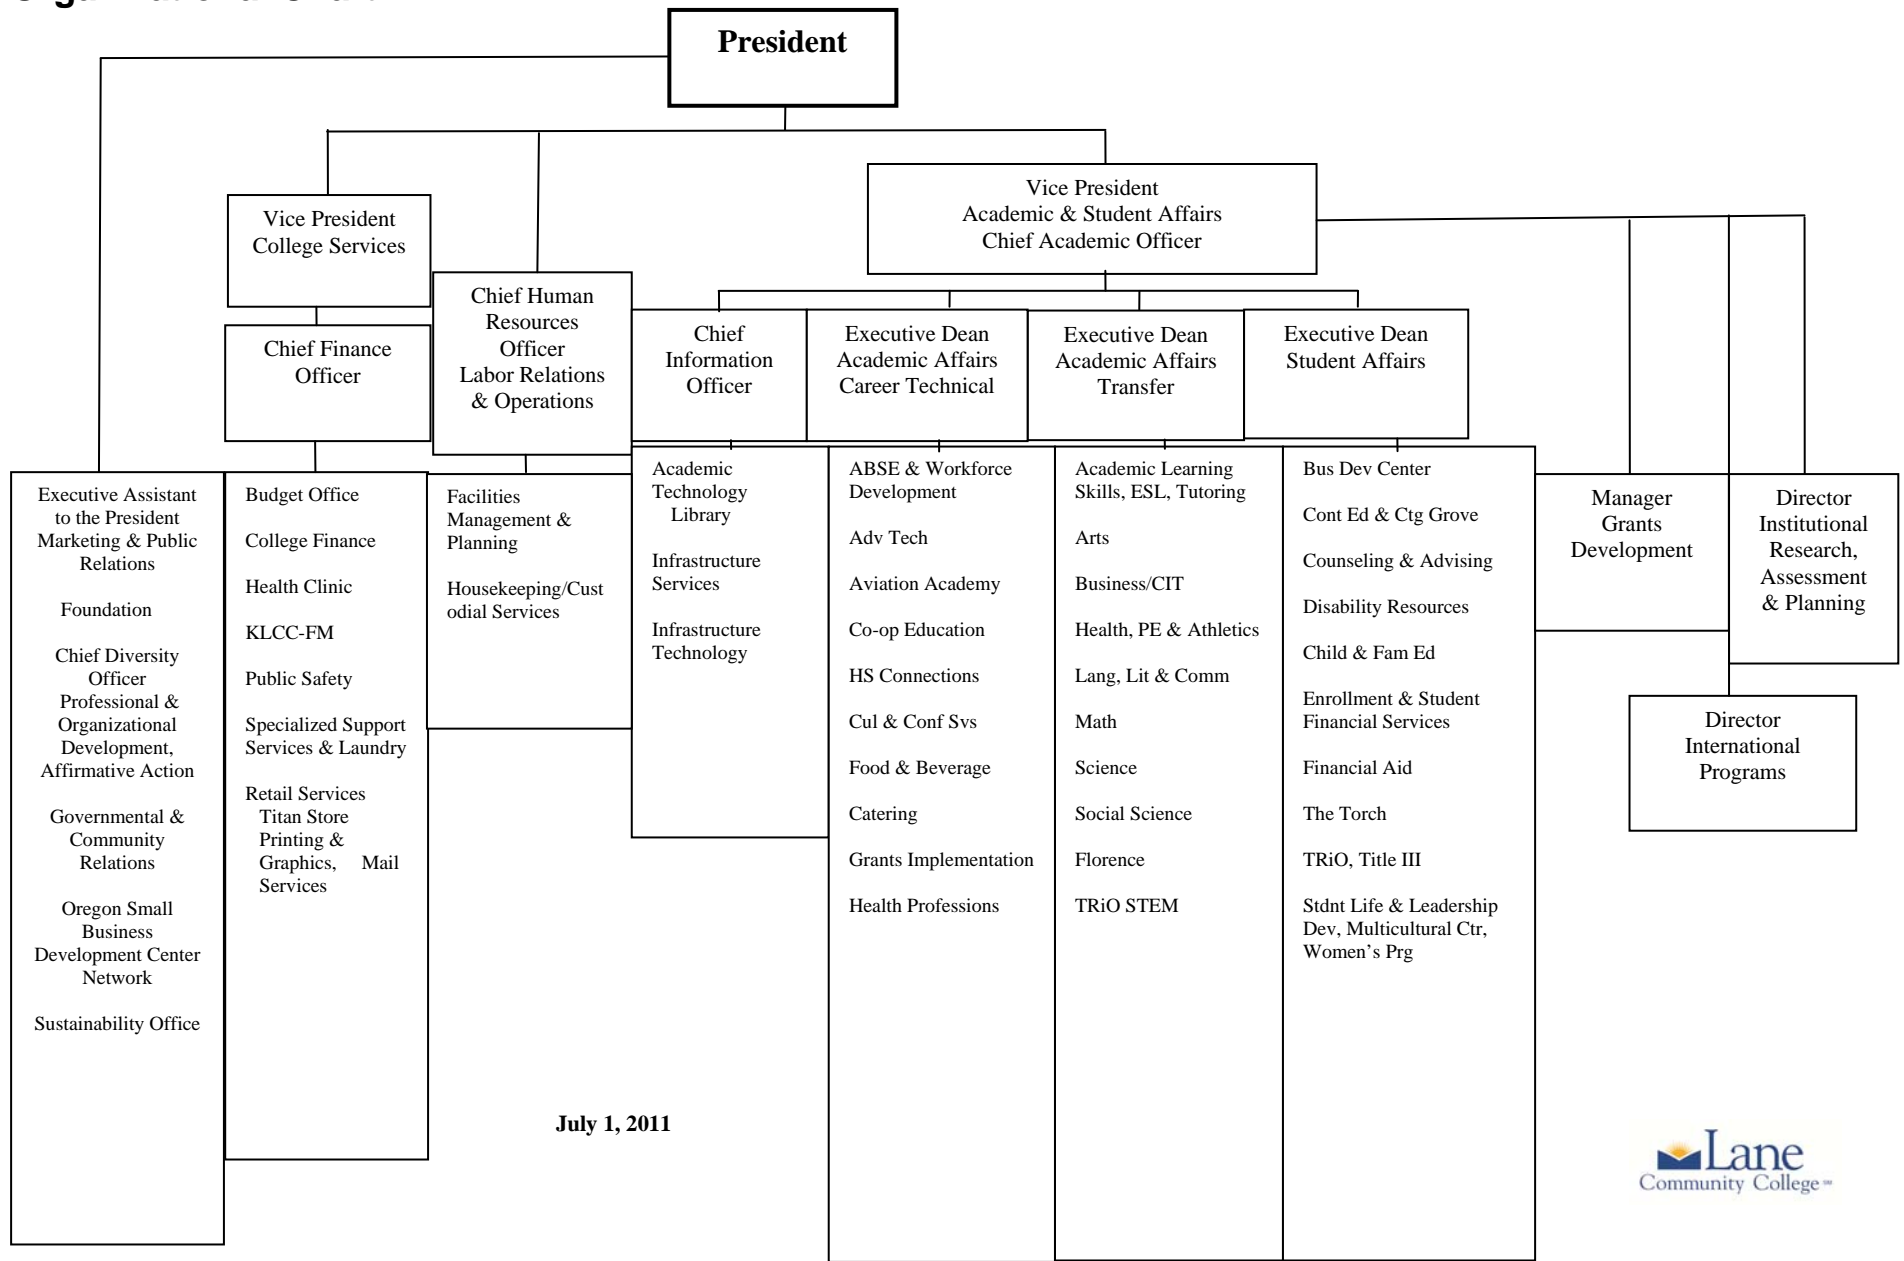 President
Vice President
College Services
Vice President
Academic & Student Affairs
Chief Academic Officer
Chief Finance
Officer
Chief Human
Resources
Officer
Labor Relations
& Operations
Chief
Information
Officer
Executive Dean
Academic Affairs
Career Technical
Executive Dean
Academic Affairs
Transfer
Executive Dean
Student Affairs
Executive Assistant
to the President
Marketing & Public
Relations
Foundation
Chief Diversity
Officer
Professional &
Organizational
Development,
Affirmative Action
Governmental &
Community
Relations
Oregon Small
Business
Development Center
Network
Sustainability Office
Budget Office
College Finance
Health Clinic
KLCC-FM
Public Safety
Specialized Support
Services & Laundry
Retail Services
Titan Store
Printing &
Graphics, Mail
Services
Facilities
Management &
Planning
Housekeeping/Cust
odial Services
Academic
Technology
Library
Infrastructure
Services
Infrastructure
Technology
ABSE & Workforce
Development
Adv Tech
Aviation Academy
Co-op Education
HS Connections
Cul & Conf Svs
Food & Beverage
Catering
Grants Implementation
Health Professions
Academic Learning
Skills, ESL, Tutoring
Arts
Business/CIT
Health, PE & Athletics
Lang, Lit & Comm
Math
Science
Social Science
Florence
TRiO STEM
Bus Dev Center
Cont Ed & Ctg Grove
Counseling & Advising
Disability Resources
Child & Fam Ed
Enrollment & Student
Financial Services
Financial Aid
The Torch
TRiO, Title III
Stdnt Life & Leadership
Dev, Multicultural Ctr,
Women’s Prg
Manager
Grants
Development
Director
Institutional
Research,
Assessment
& Planning
Director
International
Programs
July 1, 2011
Lane
Community College